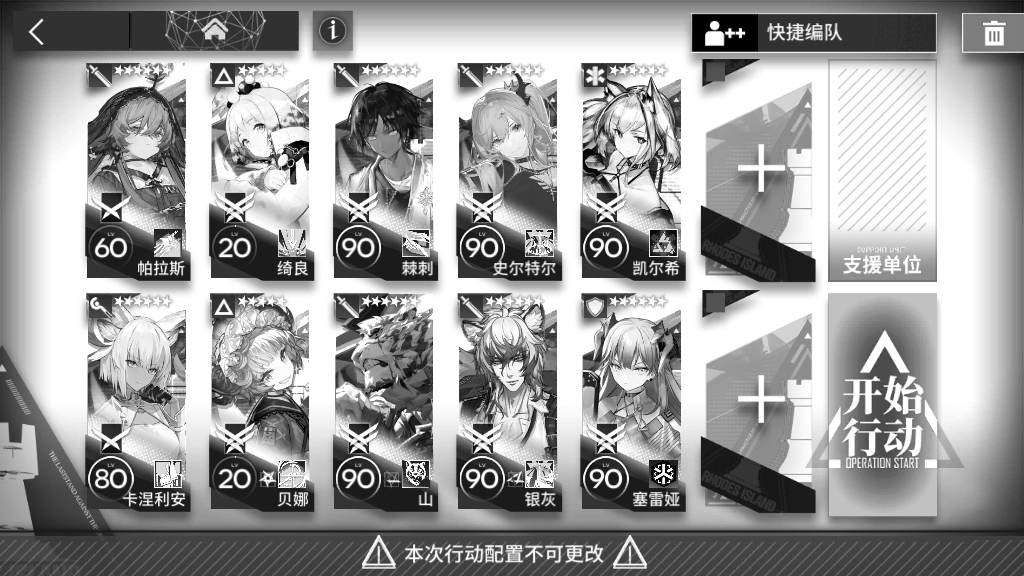 i
++ 快捷编队
LV 60 帕拉斯
LV 20 绮良
LV 90 棘刺
LV 90 史尔特尔
LV 90 凯尔希
RHODES ISLAND
SUPPORT UNIT
支援单位
LV 80 卡涅利安
LV 20 贝娜
LV 90 山
LV 90 银灰
LV 90 塞雷娅
RHODES ISLAND
开始
行动
OPERATION START
本次行动配置不可更改